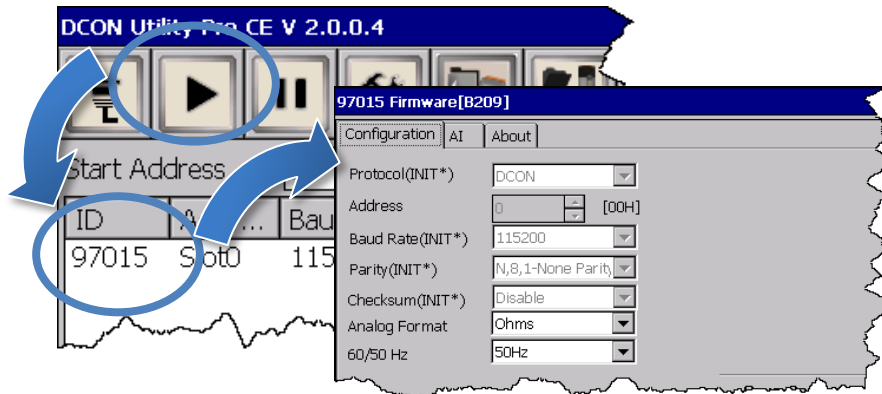 DCON Utility Pro CE V 2.0.0.4
Start Address
ID
Bau
97015 Slot0 115
97015 Firmware[B209]
Configuration AI About
Protocol(INIT*) DCON
Address 0 [00H]
Baud Rate(INIT*) 115200
Parity(INIT*) N,8,1-None Parity
Checksum(INIT*) Disable
Analog Format Ohms
60/50 Hz 50Hz